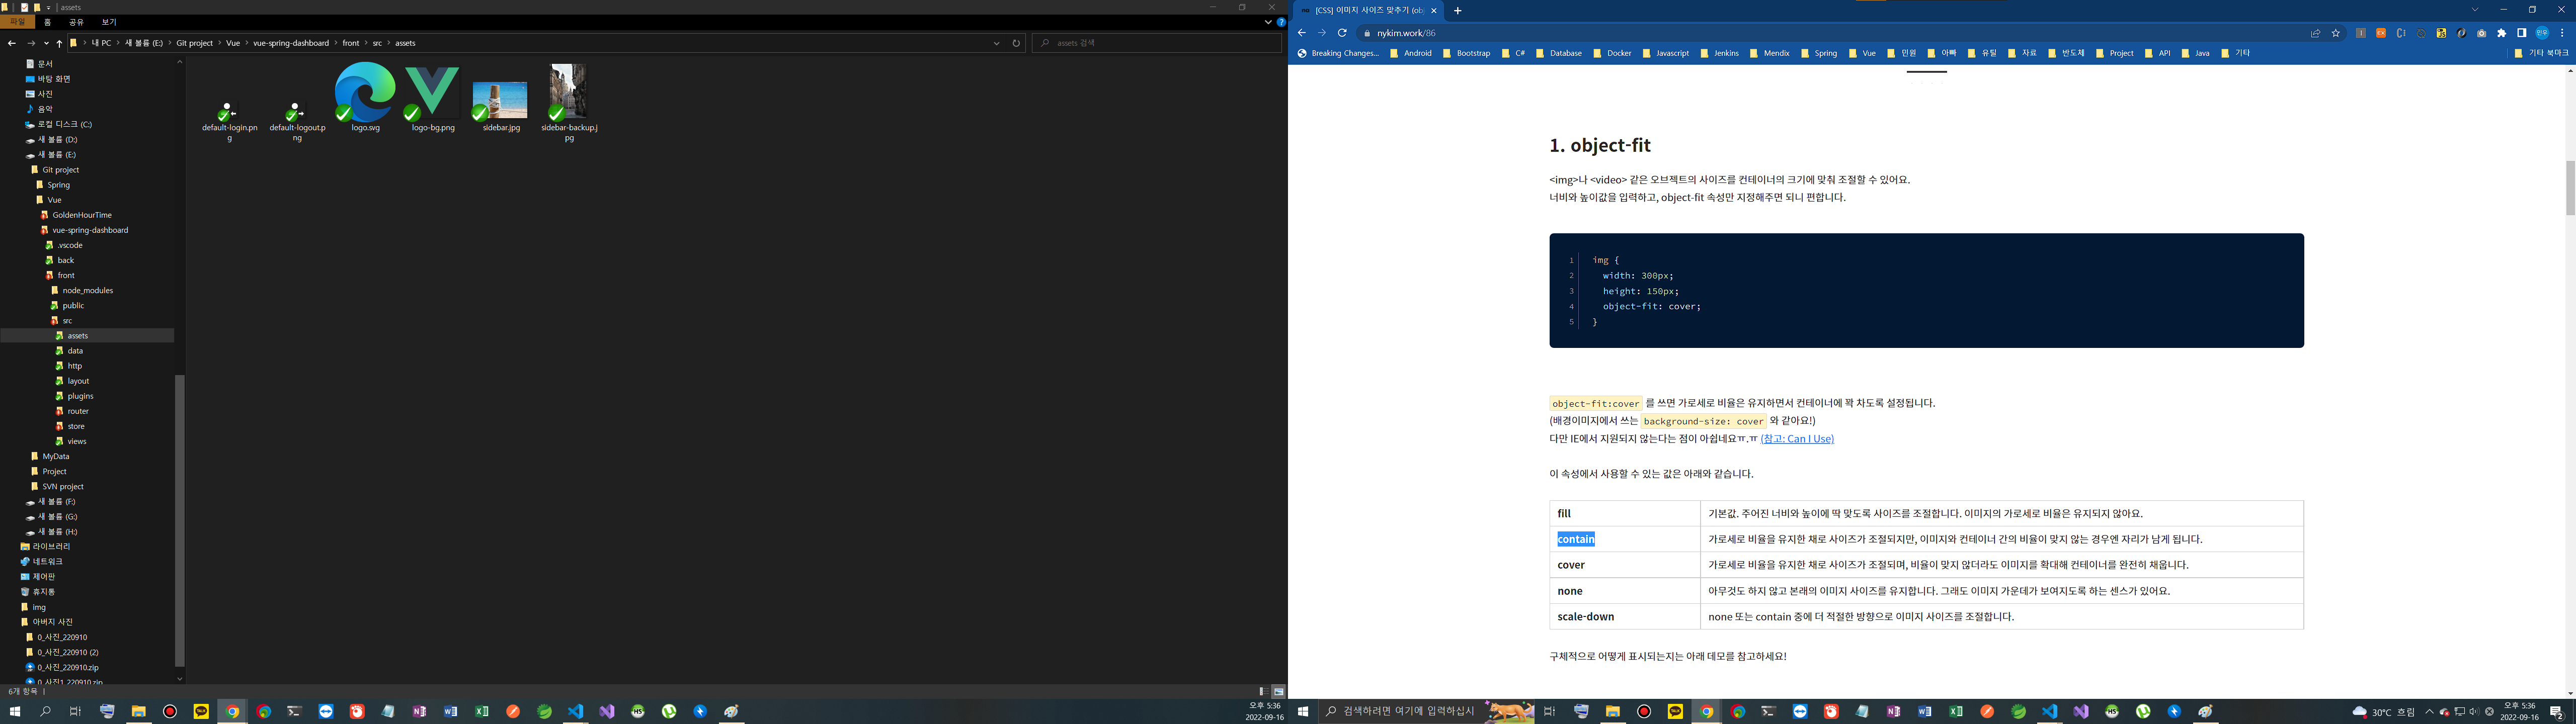 assets
파일
홈
공유
보기
내 PC
새 볼륨 (E:)
Git project
Vue
vue-spring-dashboard
front
src
assets
assets 검색
문서
바탕 화면
사진
음악
로컬 디스크 (C:)
새 볼륨 (D:)
새 볼륨 (E:)
Git project
Spring
Vue
GoldenHourTime
vue-spring-dashboard
.vscode
back
front
node_modules
public
src
assets
data
http
layout
plugins
router
store
views
MyData
Project
SVN project
새 볼륨 (F:)
새 볼륨 (G:)
새 볼륨 (H:)
라이브러리
네트워크
제어판
휴지통
img
아버지 사진
0_사진_220910
0_사진_220910 (2)
0_사진_220910.zip
0_사진1_220910.zip
default-login.pn
g
default-logout.p
ng
logo.svg
logo-bg.png
sidebar.jpg
sidebar-backup.j
pg
6개 항목
오후 5:36
2022-09-16
[CSS] 이미지 사이즈 맞추기 (obj
nykim.work/86
Breaking Changes...
Android
Bootstrap
C#
Database
Docker
Javascript
Jenkins
Mendix
Spring
Vue
민원
아빠
유틸
자료
반도체
Project
API
Java
기타
기타 북마크
1. object-fit
<img>나 <video> 같은 오브젝트의 사이즈를 컨테이너의 크기에 맞춰 조절할 수 있어요.
너비와 높이값을 입력하고, object-fit 속성만 지정해주면 되니 편합니다.
1 img {
2 width: 300px;
3 height: 150px;
4 object-fit: cover;
5 }
object-fit:cover 를 쓰면 가로세로 비율은 유지하면서 컨테이너에 꽉 차도록 설정됩니다.
(배경이미지에서 쓰는 background-size: cover 와 같아요!)
다만 IE에서 지원되지 않는다는 점이 아쉽네요ㅠ.ㅠ (참고: Can I Use)
이 속성에서 사용할 수 있는 값은 아래와 같습니다.
fill 기본값. 주어진 너비와 높이에 딱 맞도록 사이즈를 조절합니다. 이미지의 가로세로 비율은 유지되지 않아요.
contain 가로세로 비율을 유지한 채로 사이즈가 조절되지만, 이미지와 컨테이너 간의 비율이 맞지 않는 경우엔 자리가 남게 됩니다.
cover 가로세로 비율을 유지한 채로 사이즈가 조절되며, 비율이 맞지 않더라도 이미지를 확대해 컨테이너를 완전히 채웁니다.
none 아무것도 하지 않고 본래의 이미지 사이즈를 유지합니다. 그래도 이미지 가운데가 보여지도록 하는 센스가 있어요.
scale-down none 또는 contain 중에 더 적절한 방향으로 이미지 사이즈를 조절합니다.
구체적으로 어떻게 표시되는지는 아래 데모를 참고하세요!
검색하려면 여기에 입력하십시
30°C 흐림
오후 5:36
2022-09-16